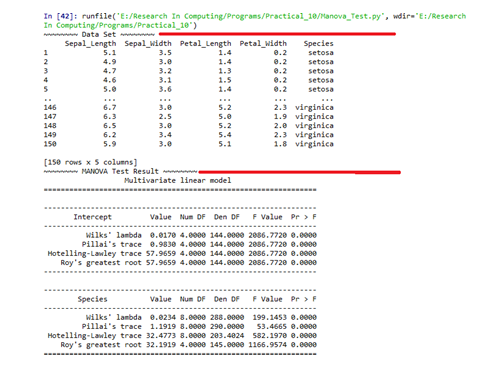 In [42]: runfile('E:/Research In Computing/Programs/Practical_10/Manova_Test.py', wdir='E:/Research
In Computing/Programs/Practical_10')
~~~~~~~~ Data Set ~~~~~~~~
Sepal_Length Sepal_Width Petal_Length Petal_Width Species
1 5.1 3.5 1.4 0.2 setosa
2 4.9 3.0 1.4 0.2 setosa
3 4.7 3.2 1.3 0.2 setosa
4 4.6 3.1 1.5 0.2 setosa
5 5.0 3.6 1.4 0.2 setosa
.. ... ... ... ... ...
146 6.7 3.0 5.2 2.3 virginica
147 6.3 2.5 5.0 1.9 virginica
148 6.5 3.0 5.2 2.0 virginica
149 6.2 3.4 5.4 2.3 virginica
150 5.9 3.0 5.1 1.8 virginica
[150 rows x 5 columns]
~~~~~~~~ MANOVA Test Result ~~~~~~~~
Multivariate linear model
Intercept Value Num DF Den DF F Value Pr > F
Wilks' lambda 0.0170 4.0000 144.0000 2086.7720 0.0000
Pillai's trace 0.9830 4.0000 144.0000 2086.7720 0.0000
Hotelling-Lawley trace 57.9659 4.0000 144.0000 2086.7720 0.0000
Roy's greatest root 57.9659 4.0000 144.0000 2086.7720 0.0000
Species Value Num DF Den DF F Value Pr > F
Wilks' lambda 0.0234 8.0000 288.0000 199.1453 0.0000
Pillai's trace 1.1919 8.0000 290.0000 53.4665 0.0000
Hotelling-Lawley trace 32.4773 8.0000 203.4024 582.1970 0.0000
Roy's greatest root 32.1919 4.0000 145.0000 1166.9574 0.0000